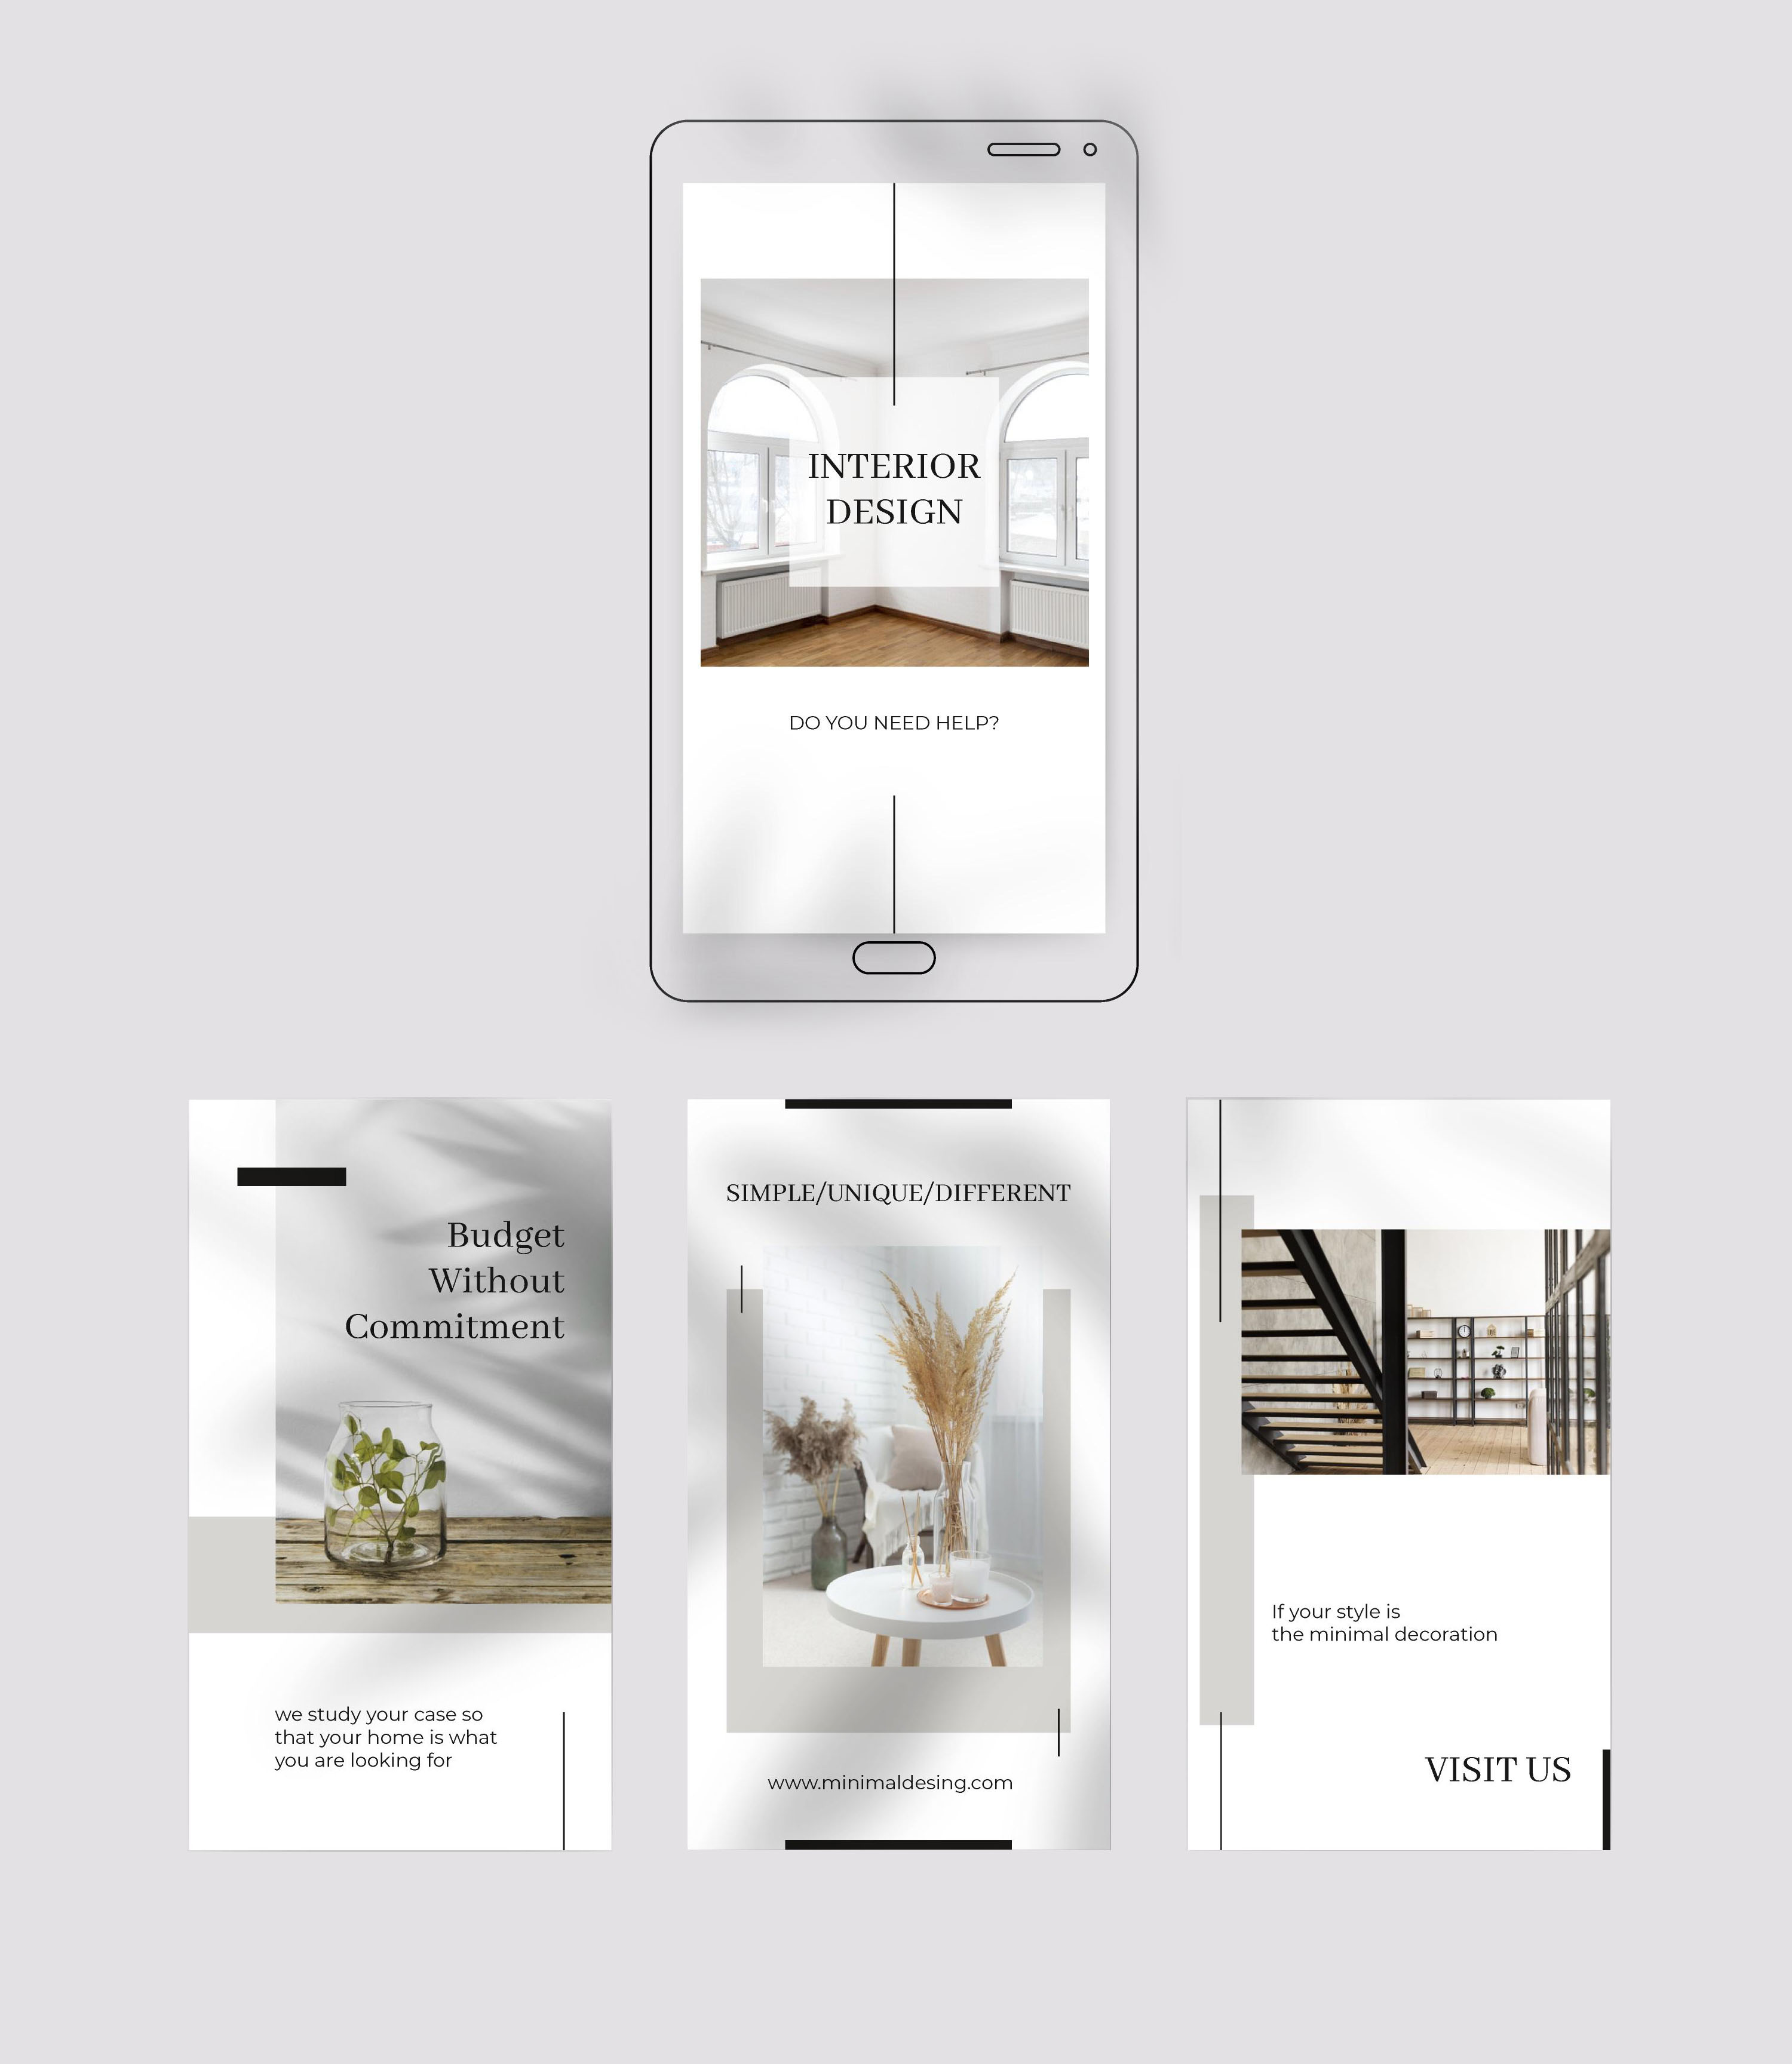 INTERIOR
DESIGN
DO YOU NEED HELP?
Budget
Without
Commitment
we study your case so
that your home is what
you are looking for
SIMPLE/UNIQUE/DIFFERENT
www.minimaldesing.com
If your style is
the minimal decoration
VISIT US